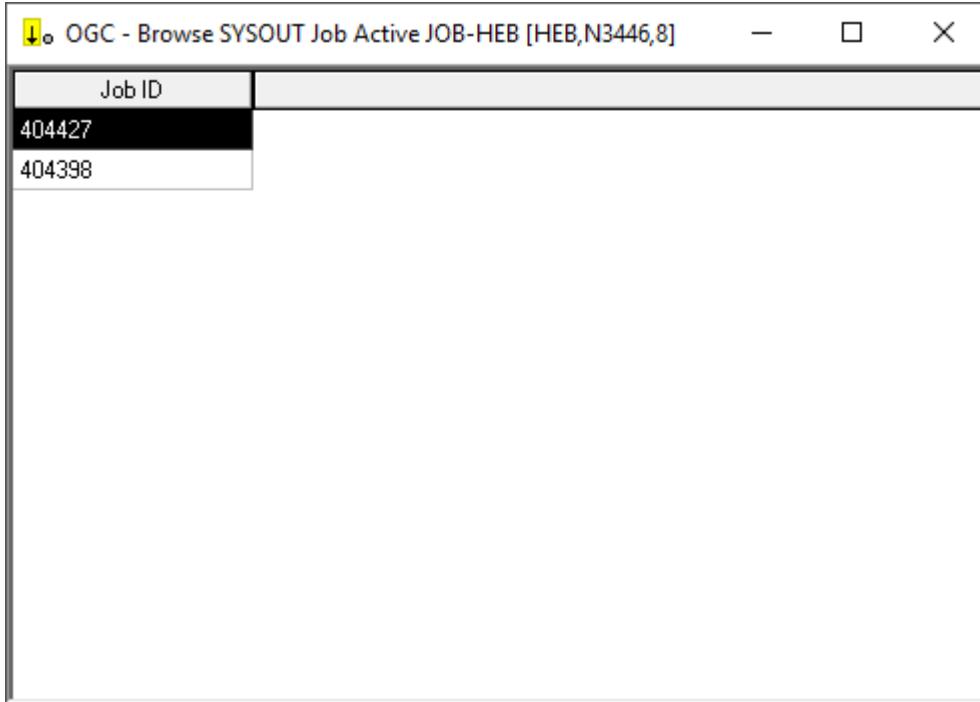 OGC - Browse SYSOUT Job Active JOB-HEB [HEB,N3446,8]
Job ID
404427
404398